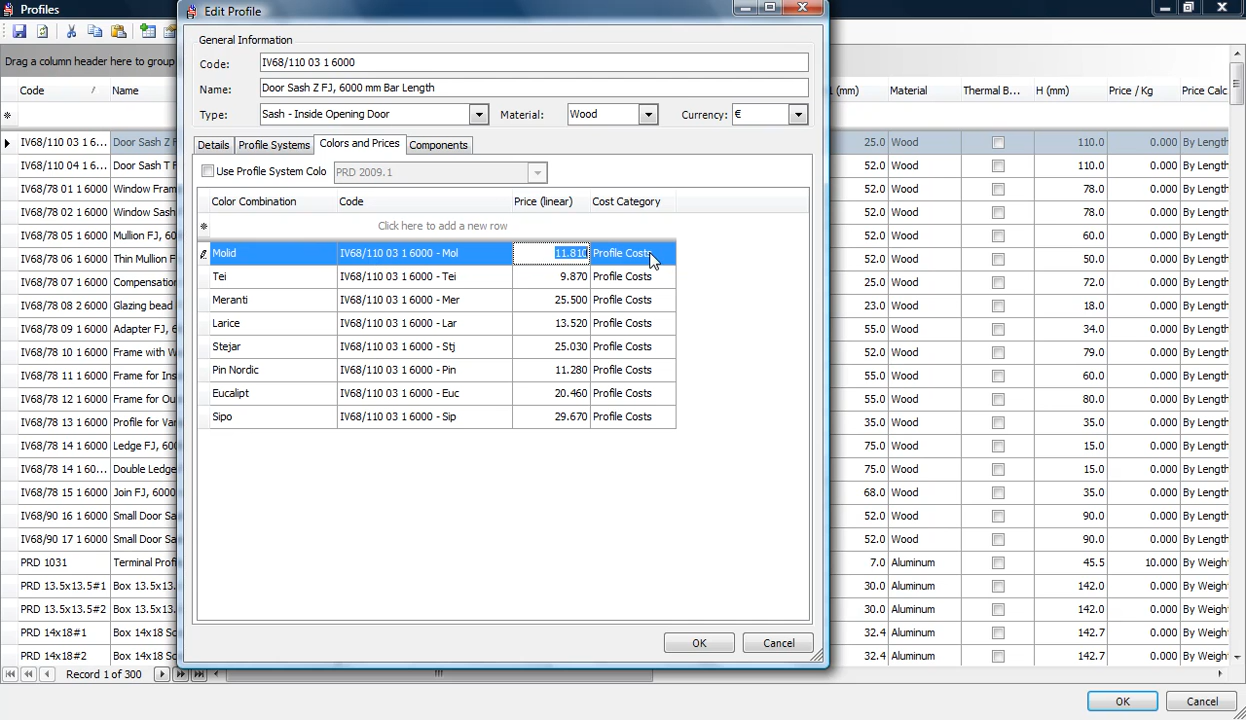 Profiles
Edit Profile
General Information
Code: IV68/110 03 1 6000
Name: Door Sash Z FJ, 6000 mm Bar Length
Type: Sash - Inside Opening Door Material: Wood Currency: €
Details Profile Systems Colors and Prices Components
Use Profile System Colo PRD 2009.1
Color Combination Code Price (linear) Cost Category
Click here to add a new row
Molid IV68/110 03 1 6000 - Mol 11.810 Profile Costs
Tei IV68/110 03 1 6000 - Tei 9.870 Profile Costs
Meranti IV68/110 03 1 6000 - Mer 25.500 Profile Costs
Larice IV68/110 03 1 6000 - Lar 13.520 Profile Costs
Stejar IV68/110 03 1 6000 - Stj 25.030 Profile Costs
Pin Nordic IV68/110 03 1 6000 - Pin 11.280 Profile Costs
Eucalipt IV68/110 03 1 6000 - Euc 20.460 Profile Costs
Sipo IV68/110 03 1 6000 - Sip 29.670 Profile Costs
OK Cancel
Drag a column header here to group
Code Name (mm) Material Thermal B... H (mm) Price / Kg Price Calc
IV68/110 03 1 6... Door Sash Z F 25.0 Wood 110.0 0.000 By Length
IV68/110 04 1 6... Door Sash T F 52.0 Wood 110.0 0.000 By Length
IV68/78 01 1 6000 Window Fram 52.0 Wood 78.0 0.000 By Length
IV68/78 02 1 6000 Window Sash 52.0 Wood 78.0 0.000 By Length
IV68/78 05 1 6000 Mullion FJ, 60 52.0 Wood 60.0 0.000 By Length
IV68/78 06 1 6000 Thin Mullion F 52.0 Wood 50.0 0.000 By Length
IV68/78 07 1 6000 Compensation 25.0 Wood 72.0 0.000 By Length
IV68/78 08 2 6000 Glazing bead 23.0 Wood 18.0 0.000 By Length
IV68/78 09 1 6000 Adapter FJ, 6 55.0 Wood 34.0 0.000 By Length
IV68/78 10 1 6000 Frame with W 52.0 Wood 79.0 0.000 By Length
IV68/78 11 1 6000 Frame for Ins 55.0 Wood 60.0 0.000 By Length
IV68/78 12 1 6000 Frame for Ou 55.0 Wood 80.0 0.000 By Length
IV68/78 13 1 6000 Profile for Var 35.0 Wood 35.0 0.000 By Length
IV68/78 14 1 6000 Ledge FJ, 600 75.0 Wood 15.0 0.000 By Length
IV68/78 14 1 60... Double Ledge 75.0 Wood 15.0 0.000 By Length
IV68/78 15 1 6000 Join FJ, 6000 68.0 Wood 35.0 0.000 By Length
IV68/90 16 1 6000 Small Door Sa 52.0 Wood 90.0 0.000 By Length
IV68/90 17 1 6000 Small Door Sa 52.0 Wood 90.0 0.000 By Length
PRD 1031 Terminal Profi 7.0 Aluminum 45.5 10.000 By Weigh
PRD 13.5x13.5#1 Box 13.5x13.5 30.0 Aluminum 142.0 0.000 By Weigh
PRD 13.5x13.5#2 Box 13.5x13.5 30.0 Aluminum 142.0 0.000 By Weigh
PRD 14x18#1 Box 14x18 Sc 32.4 Aluminum 142.7 0.000 By Weigh
PRD 14x18#2 Box 14x18 Sc 32.4 Aluminum 142.7 0.000 By Weigh
Record 1 of 300
OK Cancel